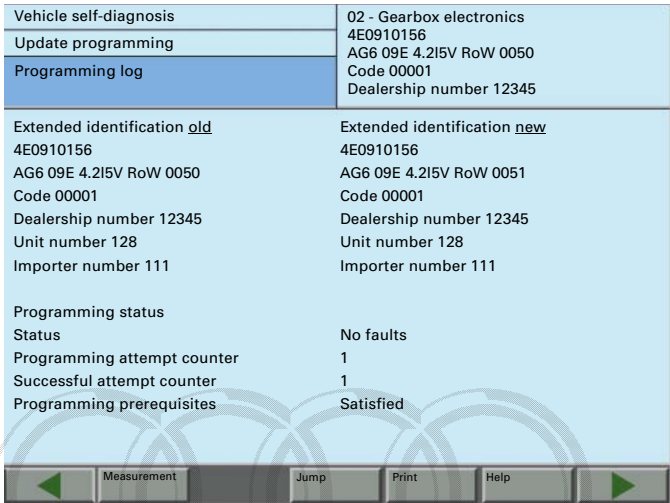 Vehicle self-diagnosis
Update programming
Programming log
02 - Gearbox electronics
4E0910156
AG6 09E 4.2l5V RoW 0050
Code 00001
Dealership number 12345
Extended identification old
4E0910156
AG6 09E 4.2l5V RoW 0050
Code 00001
Dealership number 12345
Unit number 128
Importer number 111
Extended identification new
4E0910156
AG6 09E 4.2l5V RoW 0051
Code 00001
Dealership number 12345
Unit number 128
Importer number 111
Programming status
Status No faults
Programming attempt counter 1
Successful attempt counter 1
Programming prerequisites Satisfied
Measurement Jump Print Help